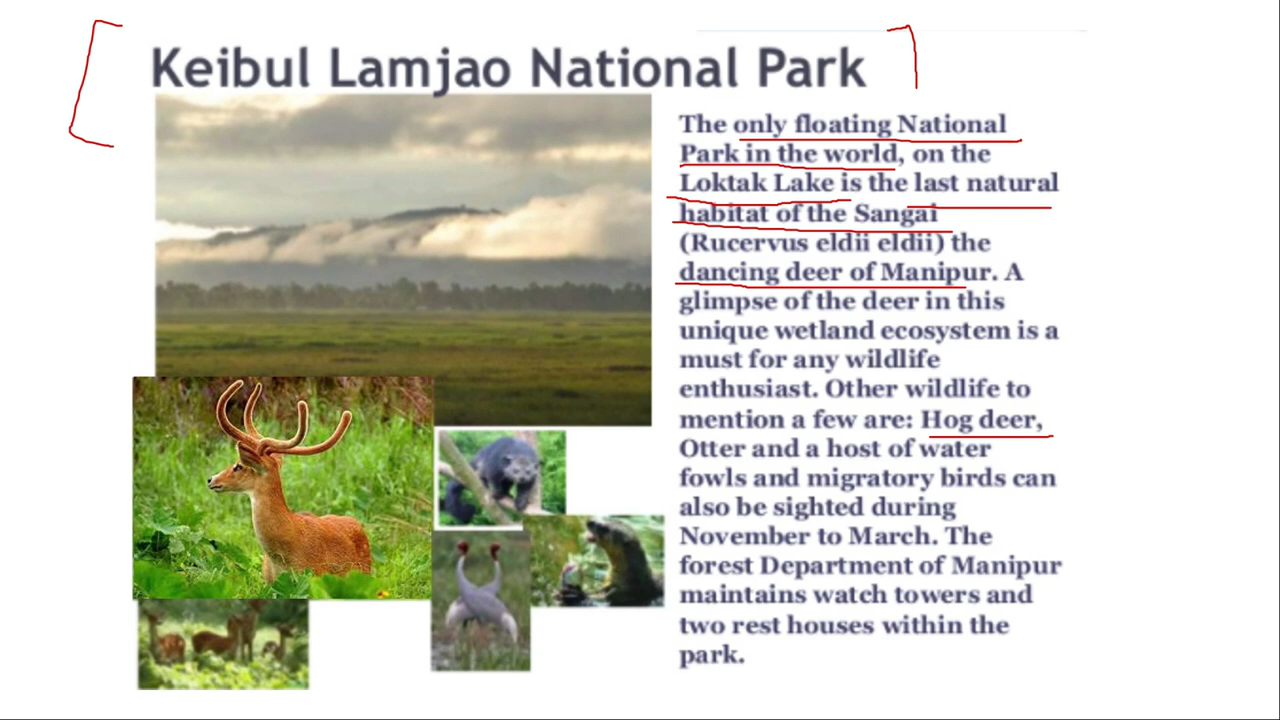 Keibul Lamjao National Park
The only floating National
Park in the world, on the
Loktak Lake is the last natural
habitat of the Sangai
(Rucervus eldii eldii) the
dancing deer of Manipur. A
glimpse of the deer in this
unique wetland ecosystem is a
must for any wildlife
enthusiast. Other wildlife to
mention a few are: Hog deer,
Otter and a host of water
fowls and migratory birds can
also be sighted during
November to March. The
forest Department of Manipur
maintains watch towers and
two rest houses within the
park.